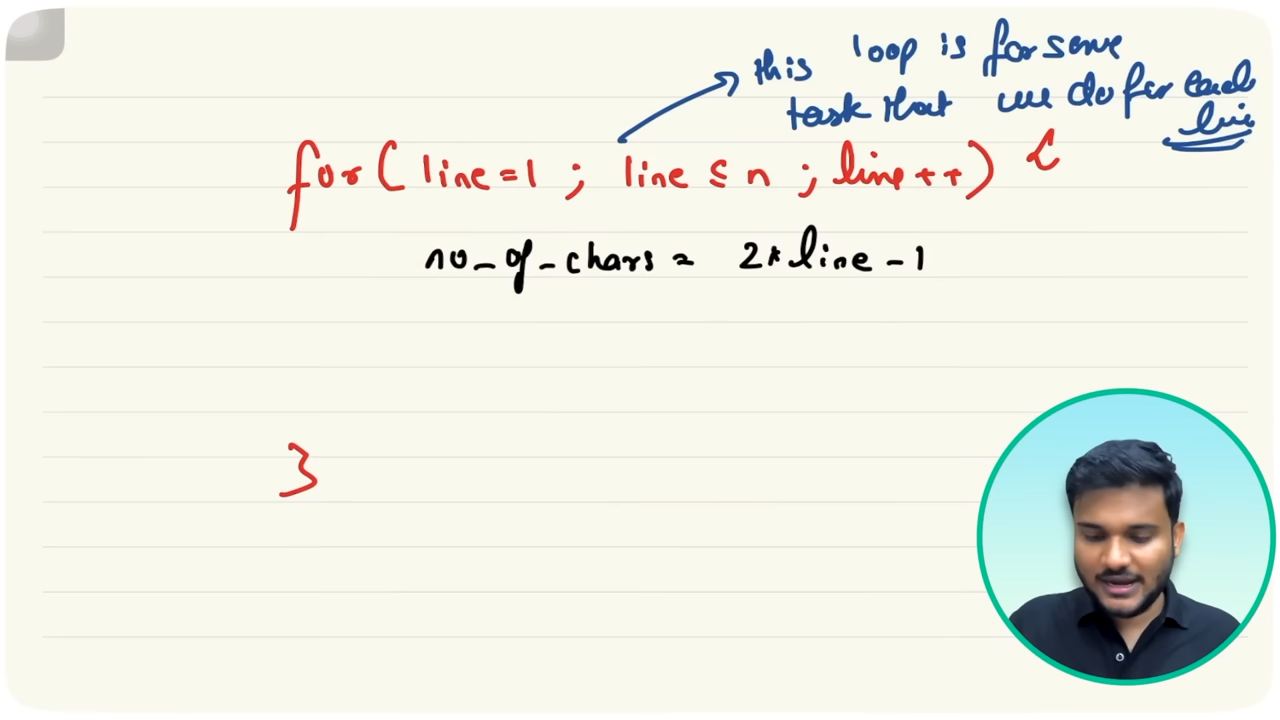 this loop is for some
task that we do for each
line
for( line=1 ; line ≤ n ; line++) {
no_of_chars = 2*line-1
}